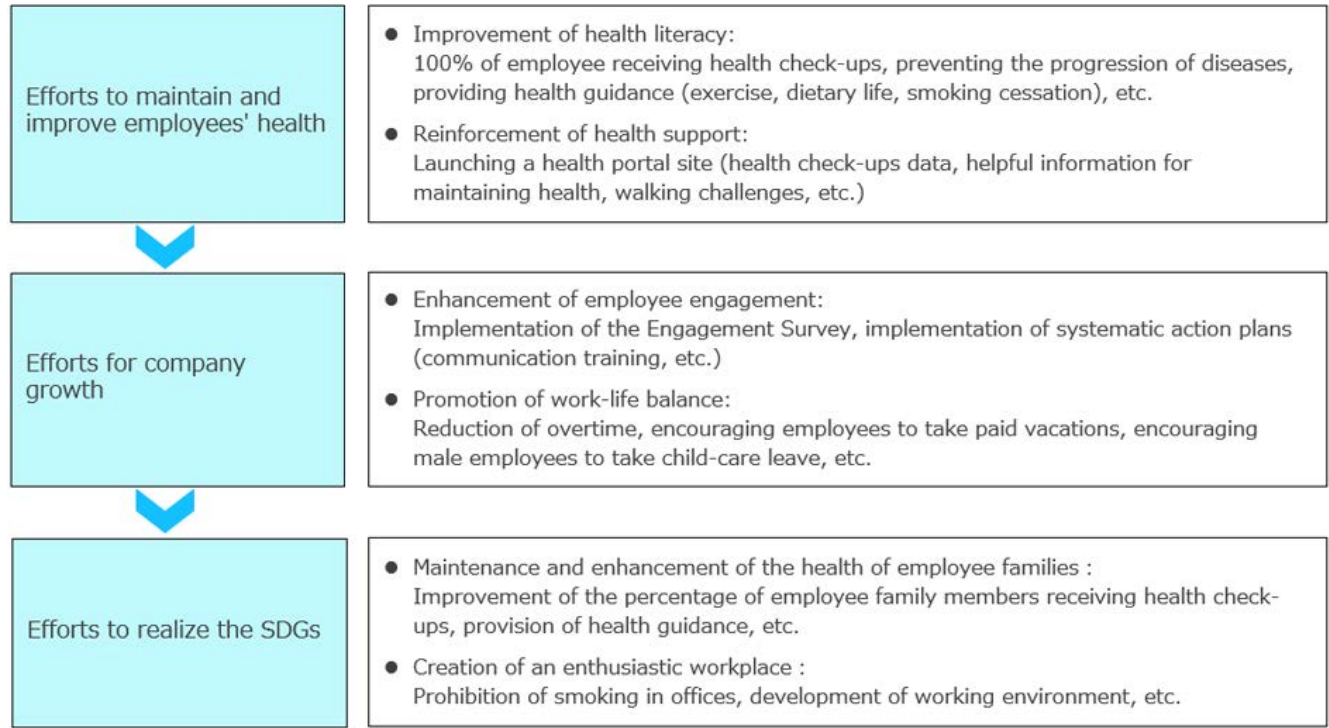 Efforts to maintain and
improve employees' health
● Improvement of health literacy:
100% of employee receiving health check-ups, preventing the progression of diseases,
providing health guidance (exercise, dietary life, smoking cessation), etc.
● Reinforcement of health support:
Launching a health portal site (health check-ups data, helpful information for
maintaining health, walking challenges, etc.)
Efforts for company
growth
● Enhancement of employee engagement:
Implementation of the Engagement Survey, implementation of systematic action plans
(communication training, etc.)
● Promotion of work-life balance:
Reduction of overtime, encouraging employees to take paid vacations, encouraging
male employees to take child-care leave, etc.
Efforts to realize the SDGs
● Maintenance and enhancement of the health of employee families :
Improvement of the percentage of employee family members receiving health check-
ups, provision of health guidance, etc.
● Creation of an enthusiastic workplace :
Prohibition of smoking in offices, development of working environment, etc.